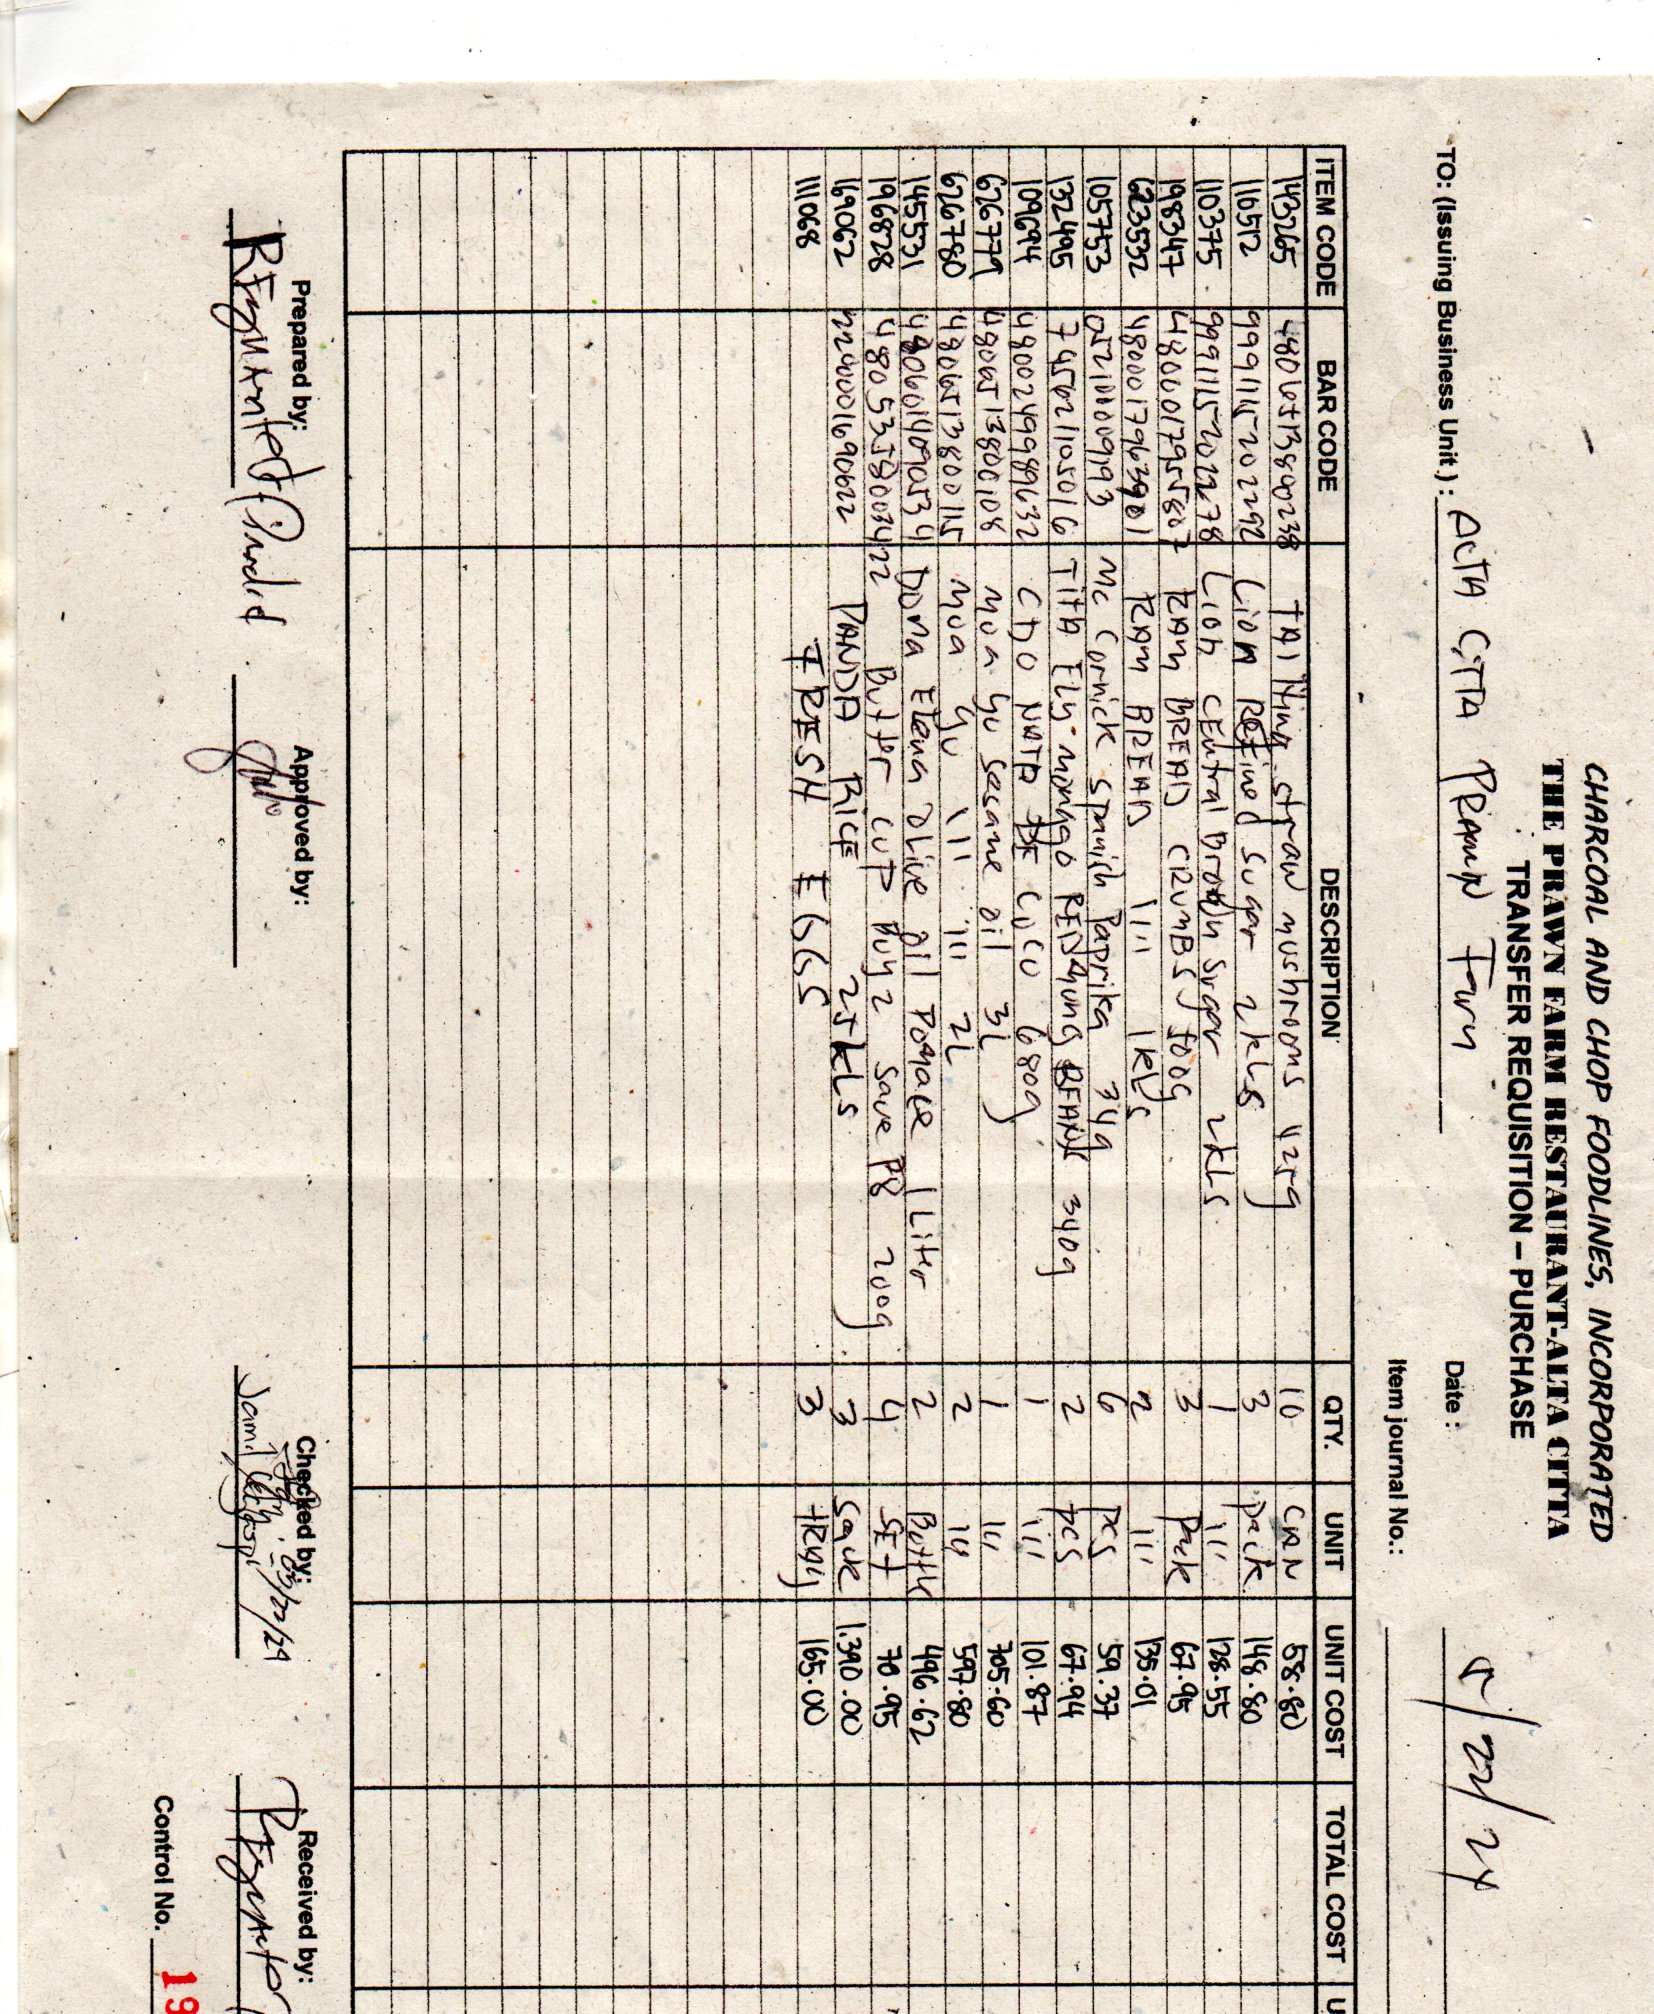 CHARCOAL AND CHOP FOODLINES, INCORPORATED
THE PRAWN FARM RESTAURANT-ALTA CITTA
TRANSFER REQUISITION – PURCHASE
TO: (Issuing Business Unit ) : ALTA CITTA PRAWN Farm Date : 5/22/24
Item journal No.:
ITEM CODE BAR CODE DESCRIPTION QTY. UNIT UNIT COST TOTAL COST U
143265 4806513800238 TAI Hing straw mushrooms 425g 10 CAN 58.80
110512 9991115202292 Lion Refined Sugar 2kLs 3 pack 148.80
110375 9991115202278 Lion CEntral Brown Sugar 2kLS 1 ''' 128.55
198347 4800017955807 RAM BREAD CRUMBS 500g 3 Pack 67.95
623532 4800017963901 RAM BREAD '''' 1kLs 2 ''' 135.01
105753 052100009193 Mc Cormick spanish Paprika 34g 6 pcs 59.37
132495 745621105016 TitA Ely monggo RED Mung BEANS 340g 2 pcs 67.94
109694 4800249989632 CDO NATA DE COCO 680g 1 ''' 101.87
626779 4806513800108 Moa Yu Sesame oil 3L 1 ''' 705.60
626780 4806513800115 Moa Yu ''' ''' 2L 2 ''' 597.80
145531 4806014090534 Dona Elena Olive Oil Pomace 1 Liter 2 Bottle 496.62
196828 4805358003422 Butter cup Buy 2 Save P8 200g 4 SEt 70.95
169062 2200001690622 PANDA RICE 25kLS 3 Sack 1,390.00
111068 FRESH EGGS 3 tRAy 165.00
Prepared by: Approved by: Checked by: Received by:
03/22/24
Jamil
Control No. 19